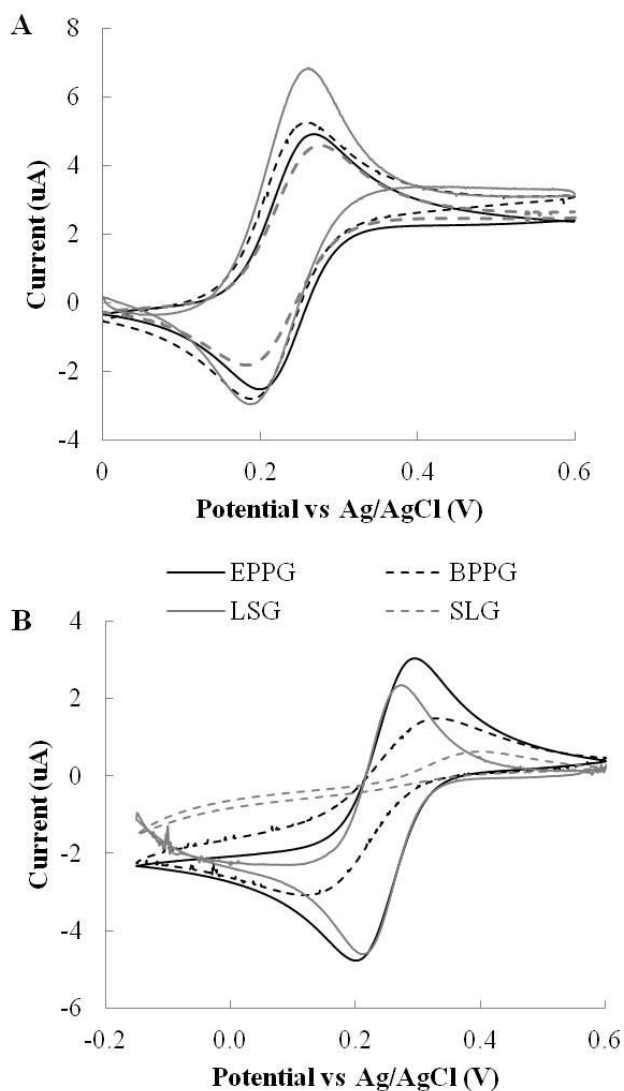 A
8
6
4
2
0
-2
-4
Current (uA)
0
0.2
0.4
0.6
Potential vs Ag/AgCl (V)
EPPG
BPPG
LSG
SLG
B
4
2
0
-2
-4
-6
Current (uA)
-0.2
0.0
0.2
0.4
0.6
Potential vs Ag/AgCl (V)